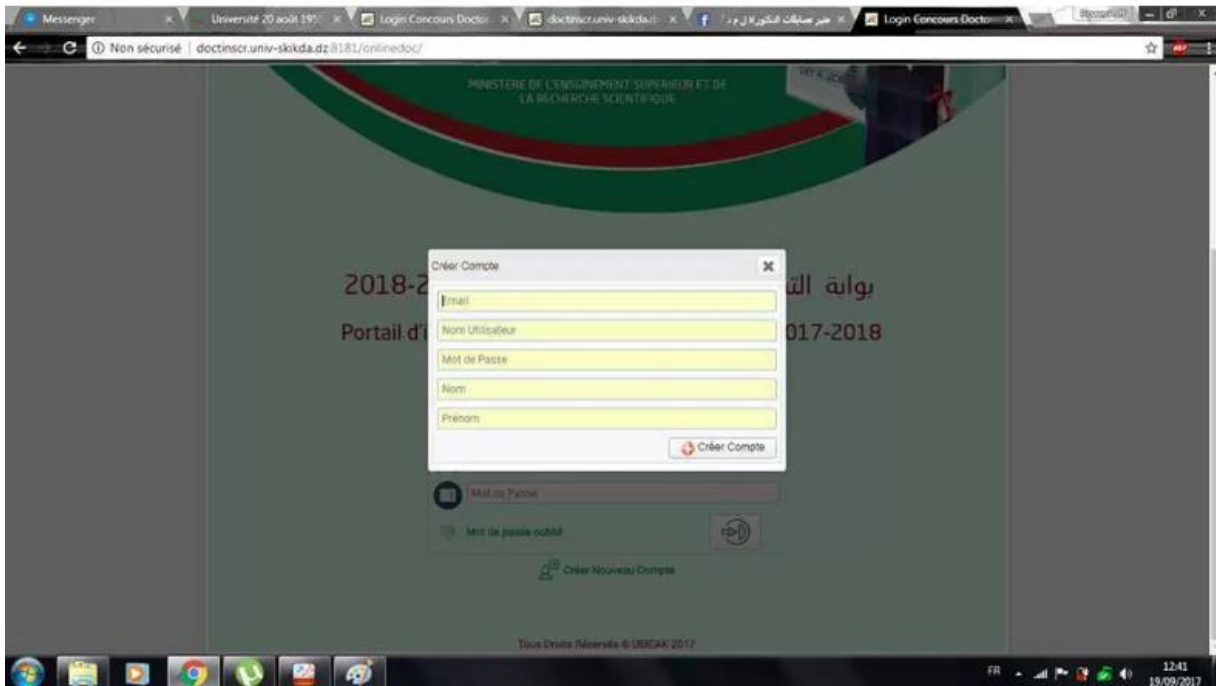 Messenger
Université 20 août 195
Login Concours Doctor
doctinscr.univ-skikda.d
Login Concours Docto
Non sécurisé | doctinscr.univ-skikda.dz:8181/onlinedoc/
MINISTERE DE L'ENSGINEMENT SUPERIEUR ET DE
LA RECHERCHE SCIENTIFIQUE
2018-2
بوابة الت
Portail d'i
017-2018
Créer Compte
Email
Nom Utilisateur
Mot de Passe
Nom
Prénom
Créer Compte
Mot de Passe
Mot de passe oublié
Créer Nouveau Compte
Tous Droits Réservés © 2017
FR
12:41
19/09/2017